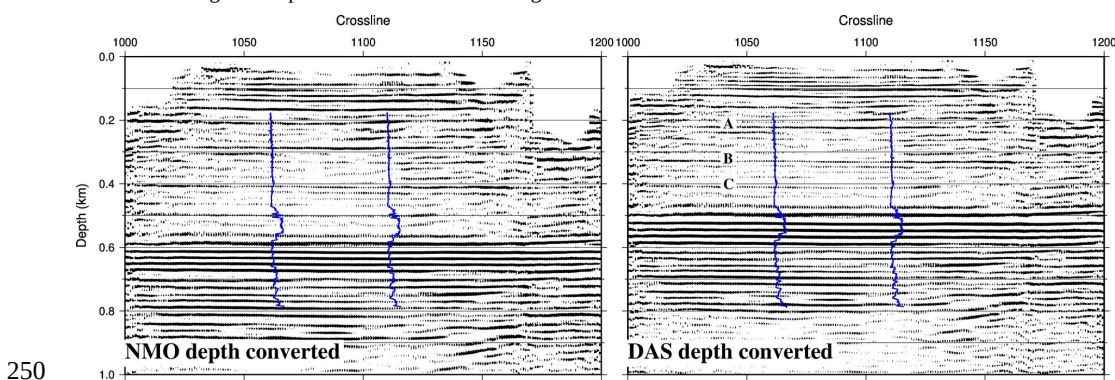 Crossline
Crossline
1000 1050 1100 1150 1200 1000 1050 1100 1150 1200
0.0
0.2
A
B
0.4
C
Depth (km)
0.6
0.8
NMO depth converted
DAS depth converted
250
1.0